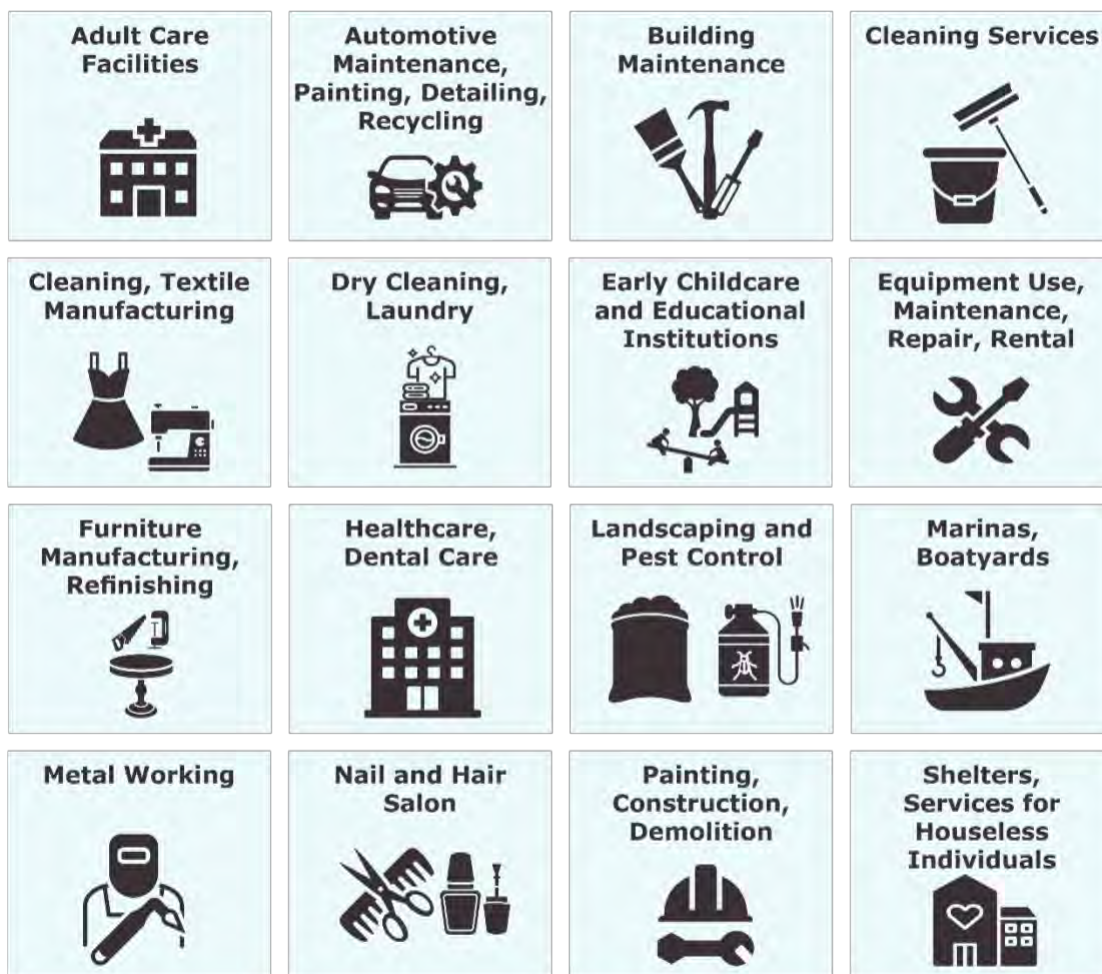 Adult Care
Facilities
Automotive
Maintenance,
Painting, Detailing,
Recycling
Building
Maintenance
Cleaning Services
Cleaning, Textile
Manufacturing
Dry Cleaning,
Laundry
Early Childcare
and Educational
Institutions
Equipment Use,
Maintenance,
Repair, Rental
Furniture
Manufacturing,
Refinishing
Healthcare,
Dental Care
Landscaping and
Pest Control
Marinas,
Boatyards
Metal Working
Nail and Hair
Salon
Painting,
Construction,
Demolition
Shelters,
Services for
Houseless
Individuals